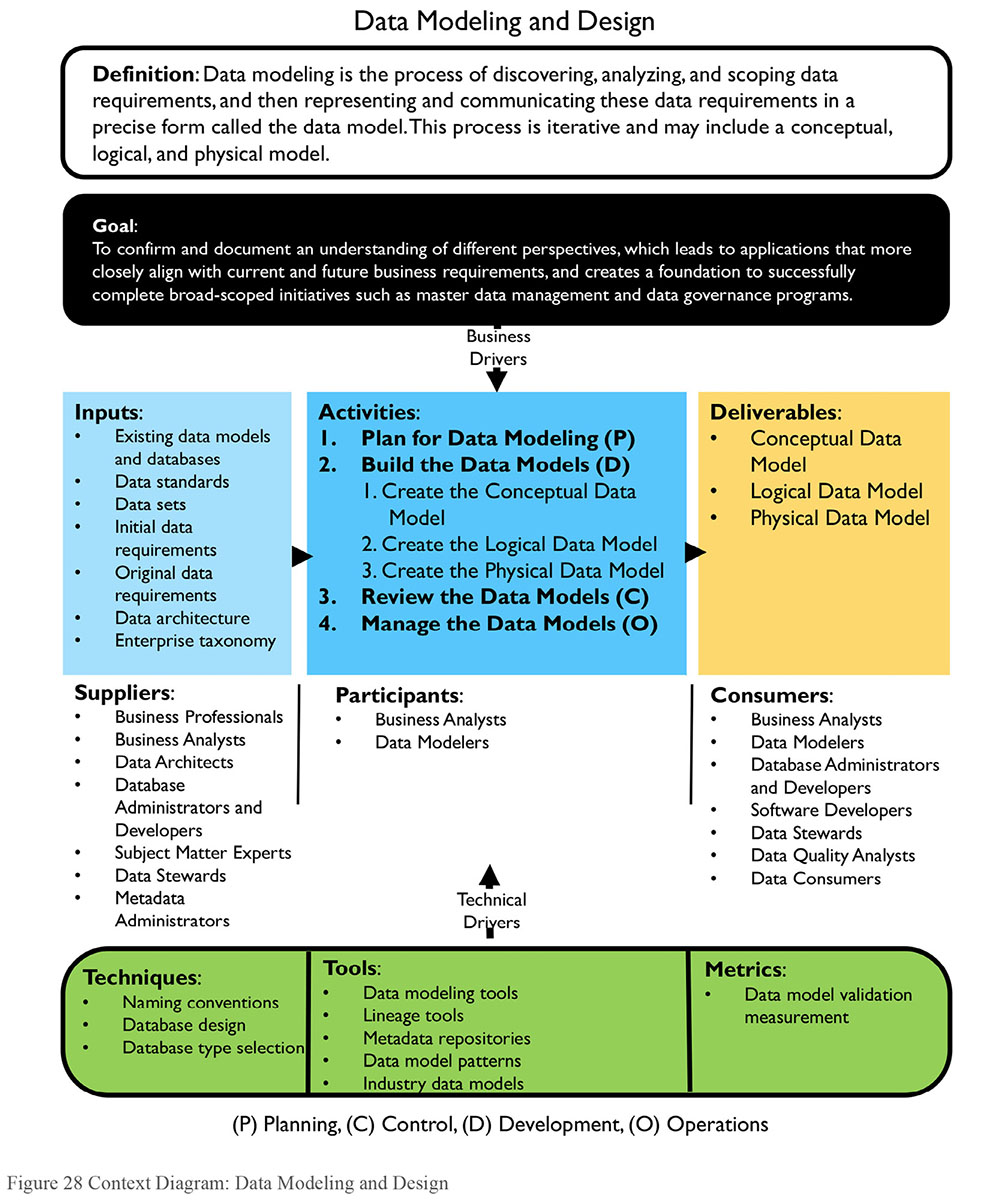 Data Modeling and Design
Definition: Data modeling is the process of discovering, analyzing, and scoping data
requirements, and then representing and communicating these data requirements in a
precise form called the data model. This process is iterative and may include a conceptual,
logical, and physical model.
Goal:
To confirm and document an understanding of different perspectives, which leads to applications that more
closely align with current and future business requirements, and creates a foundation to successfully
complete broad-scoped initiatives such as master data management and data governance programs.
Business
Drivers
Inputs:
• Existing data models
and databases
• Data standards
• Data sets
• Initial data
requirements
• Original data
requirements
• Data architecture
• Enterprise taxonomy
Activities:
1. Plan for Data Modeling (P)
2. Build the Data Models (D)
1. Create the Conceptual Data
Model
2. Create the Logical Data Model
3. Create the Physical Data Model
3. Review the Data Models (C)
4. Manage the Data Models (O)
Deliverables:
• Conceptual Data
Model
• Logical Data Model
• Physical Data Model
Suppliers:
• Business Professionals
• Business Analysts
• Data Architects
• Database
Administrators and
Developers
• Subject Matter Experts
• Data Stewards
• Metadata
Administrators
Participants:
• Business Analysts
• Data Modelers
Consumers:
• Business Analysts
• Data Modelers
• Database Administrators
and Developers
• Software Developers
• Data Stewards
• Data Quality Analysts
• Data Consumers
Technical
Drivers
Techniques:
• Naming conventions
• Database design
• Database type selection
Tools:
• Data modeling tools
• Lineage tools
• Metadata repositories
• Data model patterns
• Industry data models
Metrics:
• Data model validation
measurement
(P) Planning, (C) Control, (D) Development, (O) Operations
Figure 28 Context Diagram: Data Modeling and Design